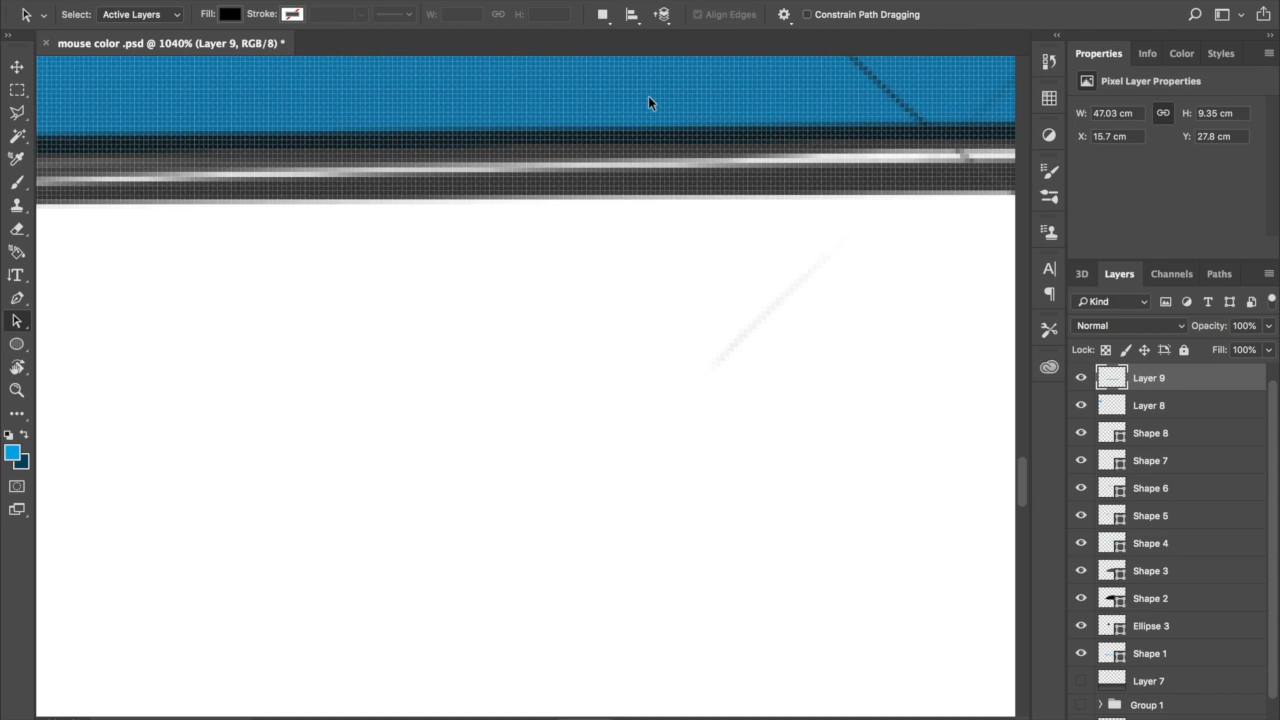 Select: Active Layers Fill: Stroke: W: H: Align Edges Constrain Path Dragging
mouse color .psd @ 1040% (Layer 9, RGB/8) *
Properties Info Color Styles
Pixel Layer Properties
W: 47.03 cm H: 9.35 cm
X: 15.7 cm Y: 27.8 cm
3D Layers Channels Paths
Kind
Normal Opacity: 100%
Lock: Fill: 100%
Layer 9
Layer 8
Shape 8
Shape 7
Shape 6
Shape 5
Shape 4
Shape 3
Shape 2
Ellipse 3
Shape 1
Layer 7
Group 1